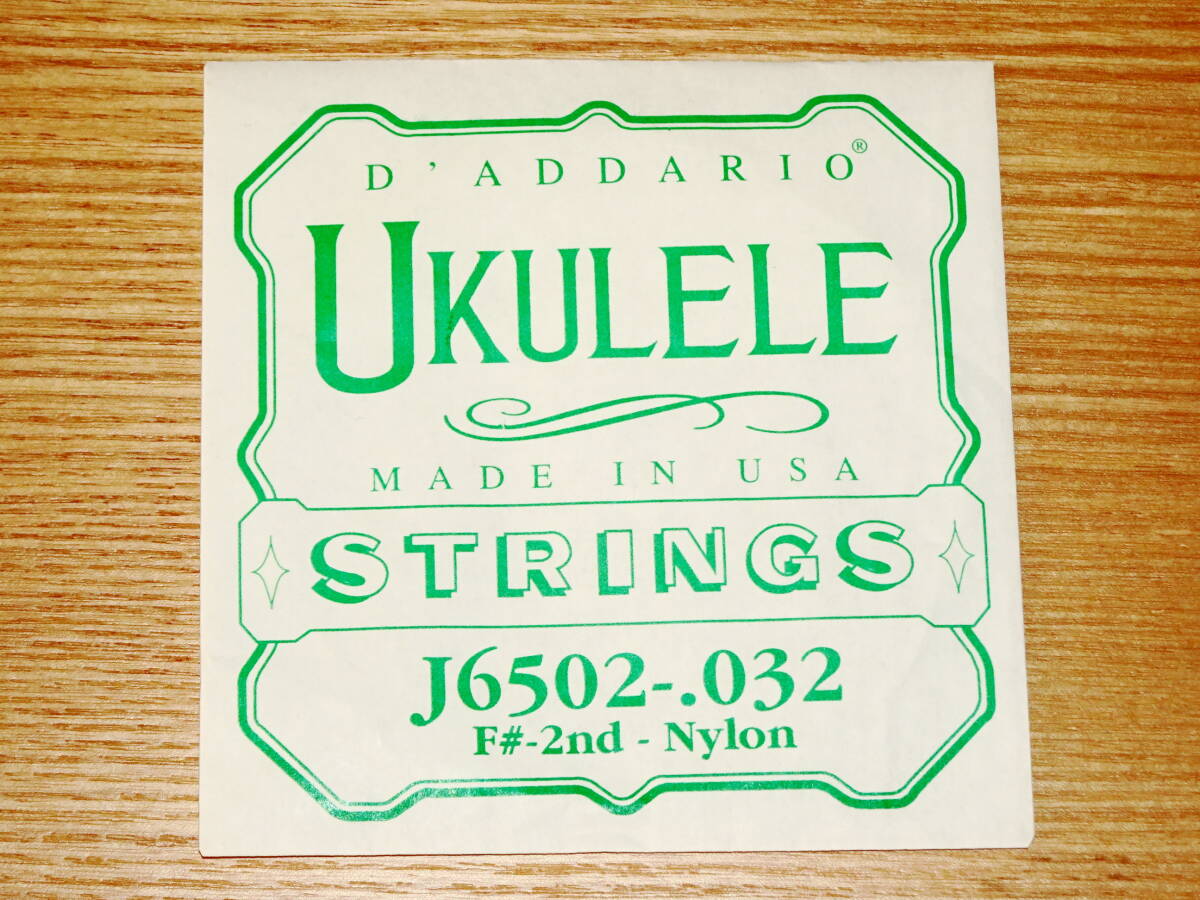 D'ADDARIO®
UKULELE
MADE IN USA
STRINGS
J6502-.032
F#-2nd - Nylon